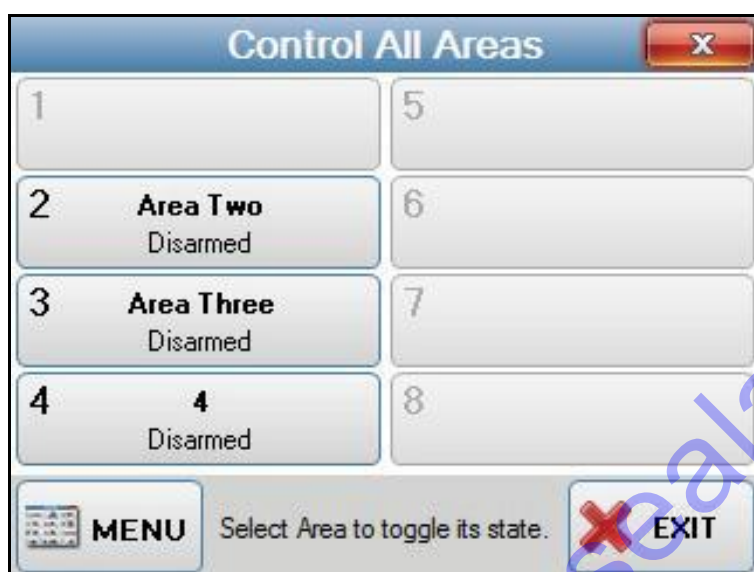 Control All Areas
x
1
5
2 Area Two
Disarmed
6
3 Area Three
Disarmed
7
4 4
Disarmed
8
MENU
Select Area to toggle its state.
EXIT